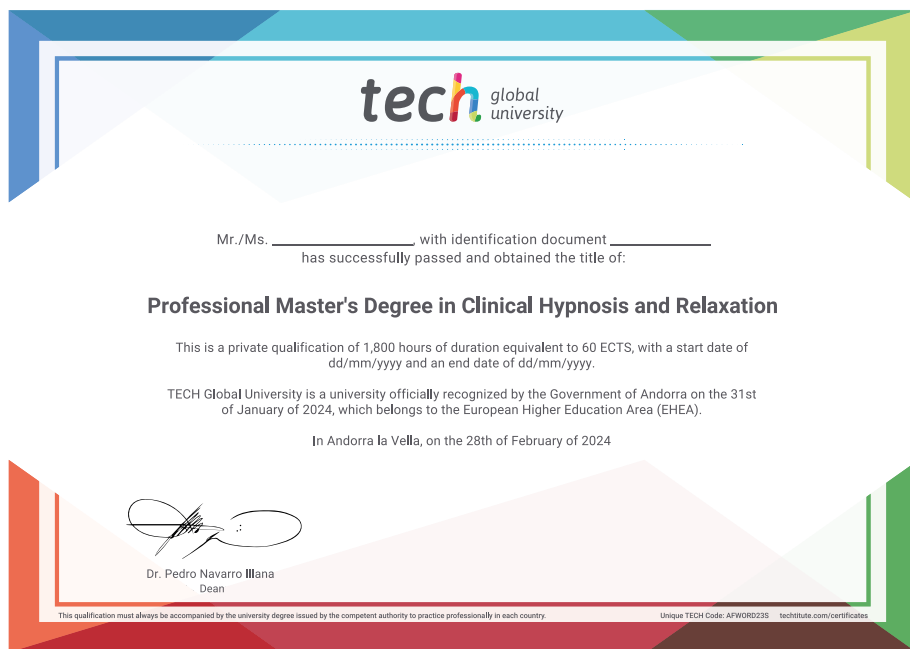 tech global
university
Mr./Ms. ____________________, with identification document ______________
has successfully passed and obtained the title of:
Professional Master's Degree in Clinical Hypnosis and Relaxation
This is a private qualification of 1,800 hours of duration equivalent to 60 ECTS, with a start date of
dd/mm/yyyy and an end date of dd/mm/yyyy.
TECH Global University is a university officially recognized by the Government of Andorra on the 31st
of January of 2024, which belongs to the European Higher Education Area (EHEA).
In Andorra la Vella, on the 28th of February of 2024
Dr. Pedro Navarro Illana
Dean
This qualification must always be accompanied by the university degree issued by the competent authority to practice professionally in each country.
Unique TECH Code: AFWORD23S techtitute.com/certificates